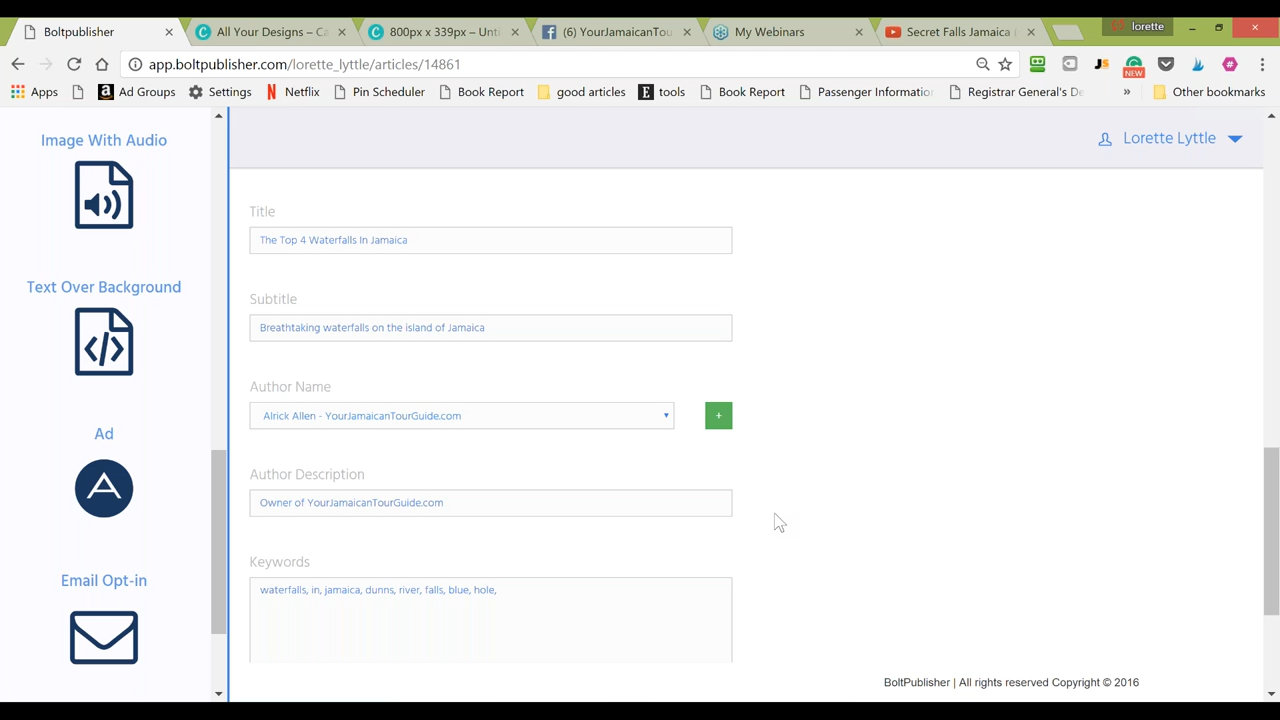 Boltpublisher
All Your Designs – Ca
800px x 339px – Unti
(6) YourJamaicanTou
My Webinars
Secret Falls Jamaica
lorette
app.boltpublisher.com/lorette_lyttle/articles/14861
NEW
Apps
Ad Groups
Settings
Netflix
Pin Scheduler
Book Report
good articles
tools
Book Report
Passenger Information
Registrar General's De
»
Other bookmarks
Image With Audio
Text Over Background
Ad
Email Opt-in
Lorette Lyttle
Title
The Top 4 Waterfalls In Jamaica
Subtitle
Breathtaking waterfalls on the island of Jamaica
Author Name
Alrick Allen - YourJamaicanTourGuide.com
+
Author Description
Owner of YourJamaicanTourGuide.com
Keywords
waterfalls, in, jamaica, dunns, river, falls, blue, hole,
BoltPublisher | All rights reserved Copyright © 2016